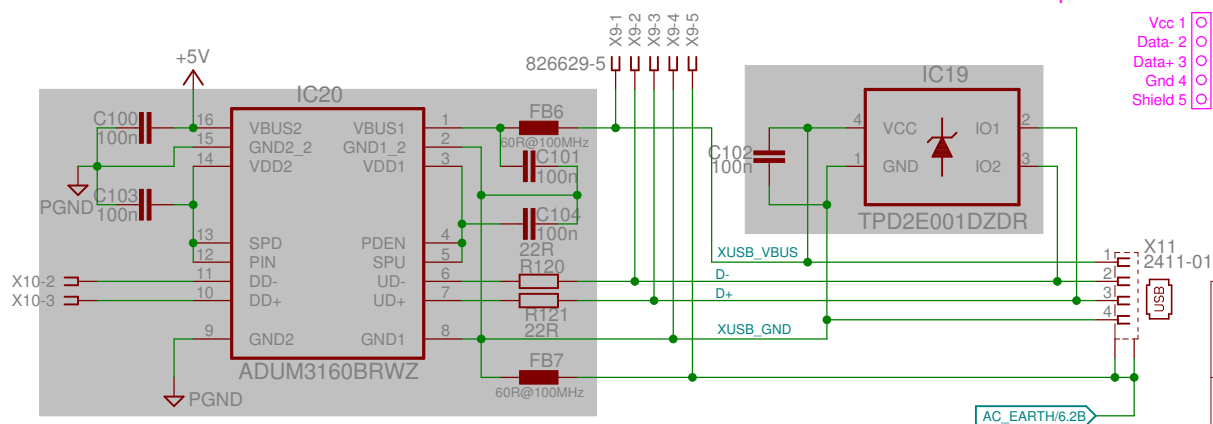 X9-1
X9-2
X9-3
X9-4
X9-5
826629-5
Vcc 1
Data- 2
Data+ 3
Gnd 4
Shield 5
+5V
IC20
IC19
C100
100n
16 VBUS2 VBUS1 1
15 GND2_2 GND1_2 2
14 VDD2 VDD1 3
FB6
60R@100MHz
C101
100n
C102
100n
4 VCC IO1 2
1 GND IO2 3
TPD2E001DZDR
PGND
C103
100n
C104
100n
13 SPD PDEN 4
12 PIN SPU 5
22R
R120
X10-2
11 DD- UD- 6
X10-3
10 DD+ UD+ 7
R121
22R
9 GND2 GND1 8
XUSB_VBUS
D-
D+
XUSB_GND
X11
2411-01
1
2
3
4
USB
ADUM3160BRWZ
FB7
60R@100MHz
PGND
AC_EARTH/6.2B